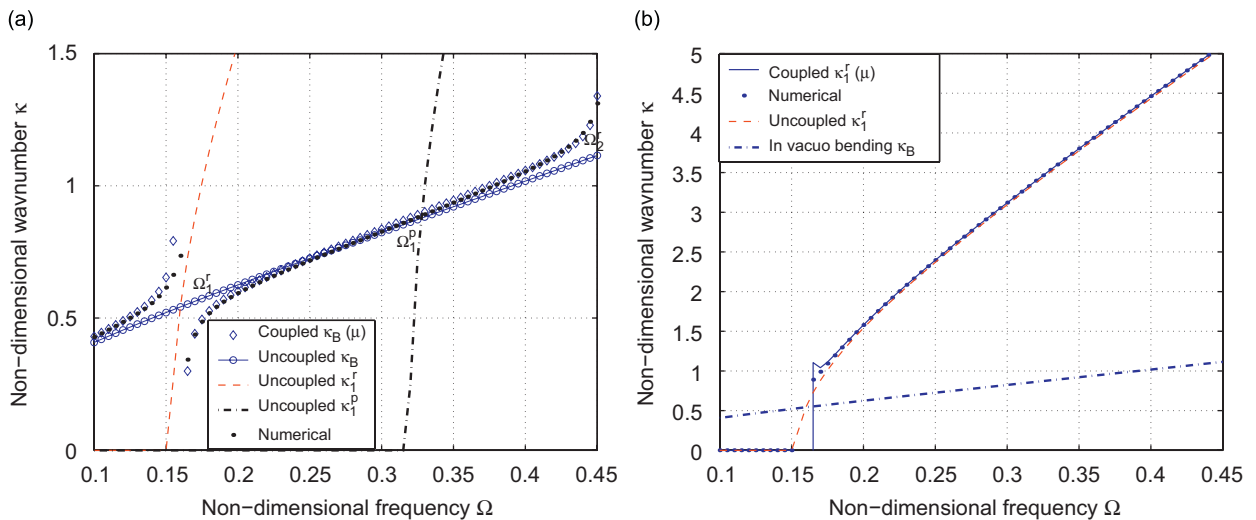 (a)
1.5
1
0.5
0
0.1
0.15
0.2
0.25
0.3
0.35
0.4
0.45
Non-dimensional wavnumber κ
Non-dimensional frequency Ω
Ω₁ʳ
Ω₁ᵖ
Ω₂ʳ
Coupled κ_B (μ)
Uncoupled κ_B
Uncoupled κ₁ʳ
Uncoupled κ₁ᵖ
Numerical
(b)
5
4.5
4
3.5
3
2.5
2
1.5
1
0.5
0
0.1
0.15
0.2
0.25
0.3
0.35
0.4
0.45
Non-dimensional wavnumber κ
Non-dimensional frequency Ω
Coupled κ₁ʳ (μ)
Numerical
Uncoupled κ₁ʳ
In vacuo bending κ_B